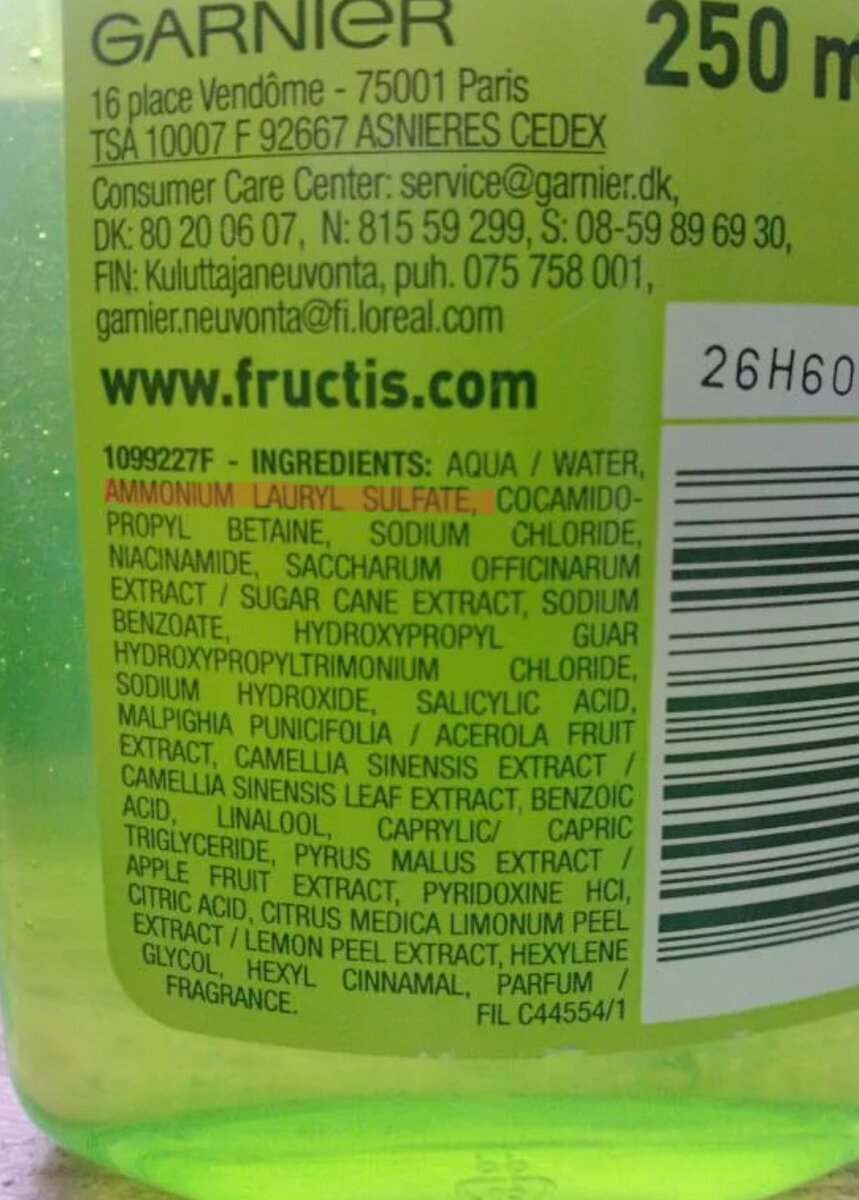 GARNIER
250 m
16 place Vendôme - 75001 Paris
TSA 10007 F 92667 ASNIERES CEDEX
Consumer Care Center: service@garnier.dk,
DK: 80 20 06 07, N: 815 59 299, S: 08-59 89 69 30,
FIN: Kuluttajaneuvonta, puh. 075 758 001,
garnier.neuvonta@fi.loreal.com
www.fructis.com
26H60
1099227F - INGREDIENTS: AQUA / WATER,
AMMONIUM LAURYL SULFATE, COCAMIDO-
PROPYL BETAINE, SODIUM CHLORIDE,
NIACINAMIDE, SACCHARUM OFFICINARUM
EXTRACT / SUGAR CANE EXTRACT, SODIUM
BENZOATE, HYDROXYPROPYL GUAR
HYDROXYPROPYLTRIMONIUM CHLORIDE,
SODIUM HYDROXIDE, SALICYLIC ACID,
MALPIGHIA PUNICIFOLIA / ACEROLA FRUIT
EXTRACT, CAMELLIA SINENSIS EXTRACT /
CAMELLIA SINENSIS LEAF EXTRACT, BENZOIC
ACID, LINALOOL, CAPRYLIC/ CAPRIC
TRIGLYCERIDE, PYRUS MALUS EXTRACT /
APPLE FRUIT EXTRACT, PYRIDOXINE HCI,
CITRIC ACID, CITRUS MEDICA LIMONUM PEEL
EXTRACT / LEMON PEEL EXTRACT, HEXYLENE
GLYCOL, HEXYL CINNAMAL, PARFUM /
FRAGRANCE. FIL C44554/1